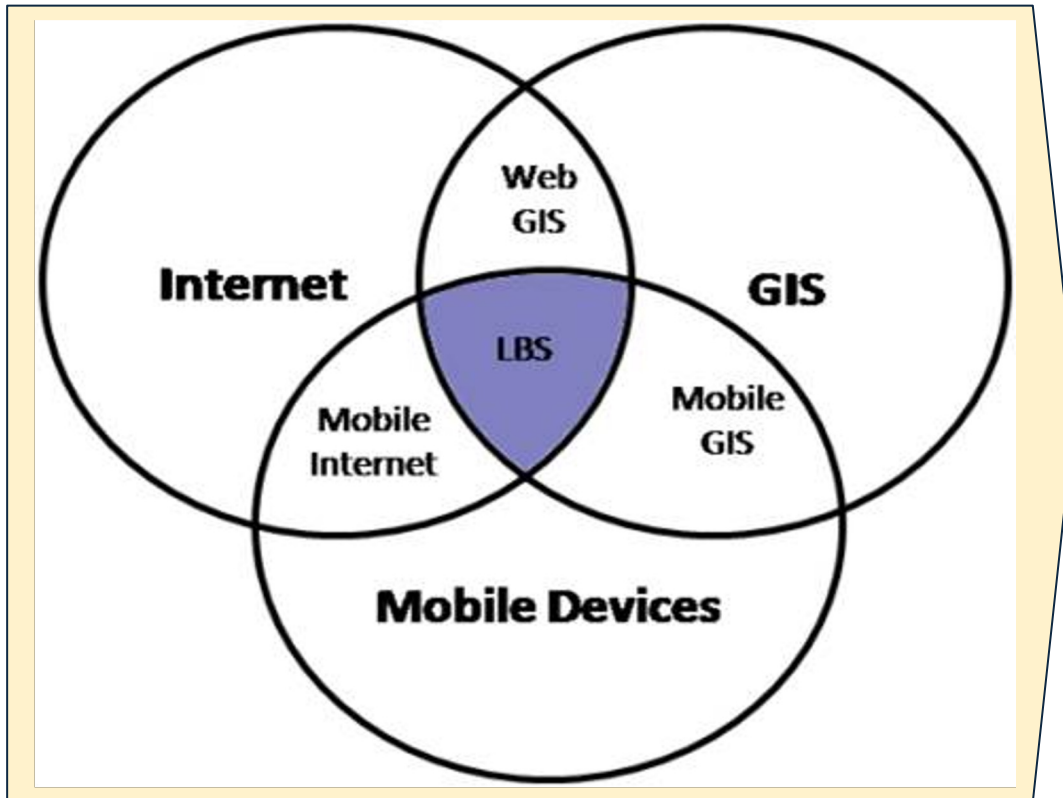 Web
GIS
Internet
GIS
LBS
Mobile
Internet
Mobile
GIS
Mobile Devices